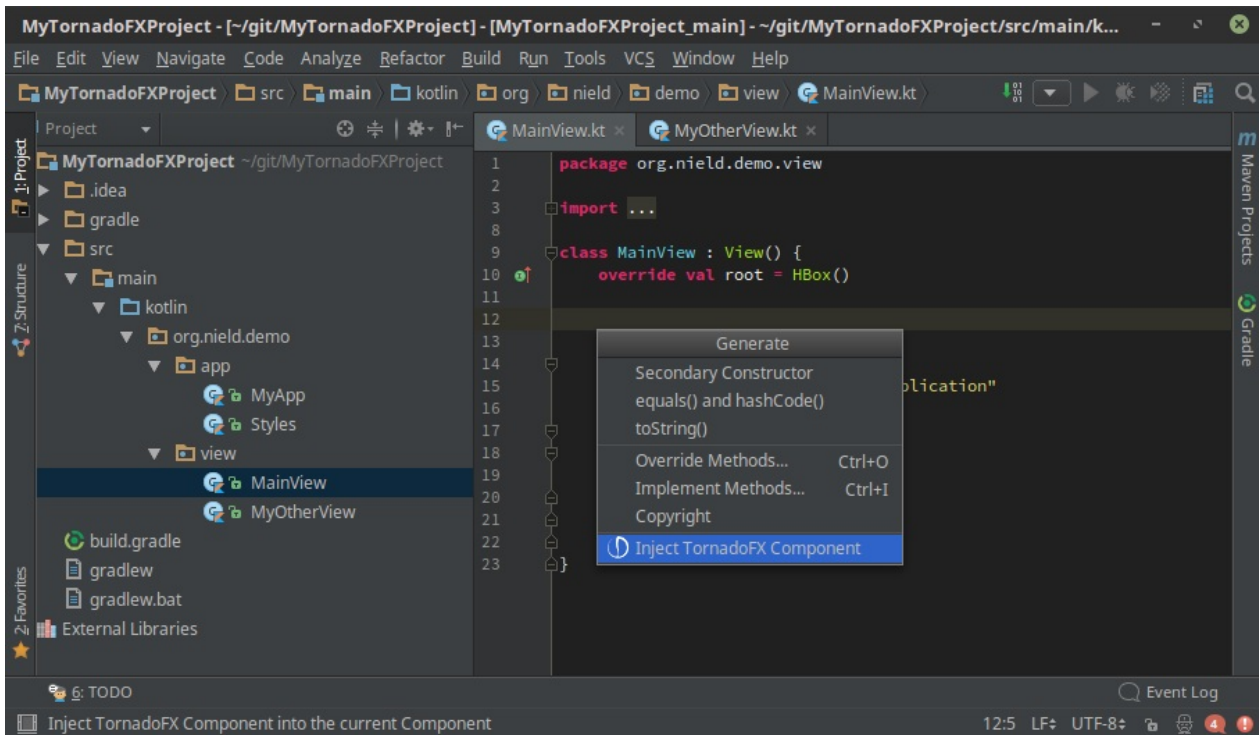 MyTornadoFXProject - [~/git/MyTornadoFXProject] - [MyTornadoFXProject_main] - ~/git/MyTornadoFXProject/src/main/k...
File Edit View Navigate Code Analyze Refactor Build Run Tools VCS Window Help
MyTornadoFXProject src main kotlin org nield demo view MainView.kt
Project
MainView.kt MyOtherView.kt
1: Project
7: Structure
2: Favorites
MyTornadoFXProject ~/git/MyTornadoFXProject
.idea
gradle
src
main
kotlin
org.nield.demo
app
MyApp
Styles
view
MainView
MyOtherView
build.gradle
gradlew
gradlew.bat
External Libraries
1 package org.nield.demo.view
2
3 import ...
8
9 class MainView : View() {
10 override val root = HBox()
11
12
13
14
15 plication"
16
17
18
19
20
21
22
23 }
Generate
Secondary Constructor
equals() and hashCode()
toString()
Override Methods... Ctrl+O
Implement Methods... Ctrl+I
Copyright
Inject TornadoFX Component
m
Maven Projects
Gradle
6: TODO
Event Log
Inject TornadoFX Component into the current Component
12:5 LF UTF-8 4